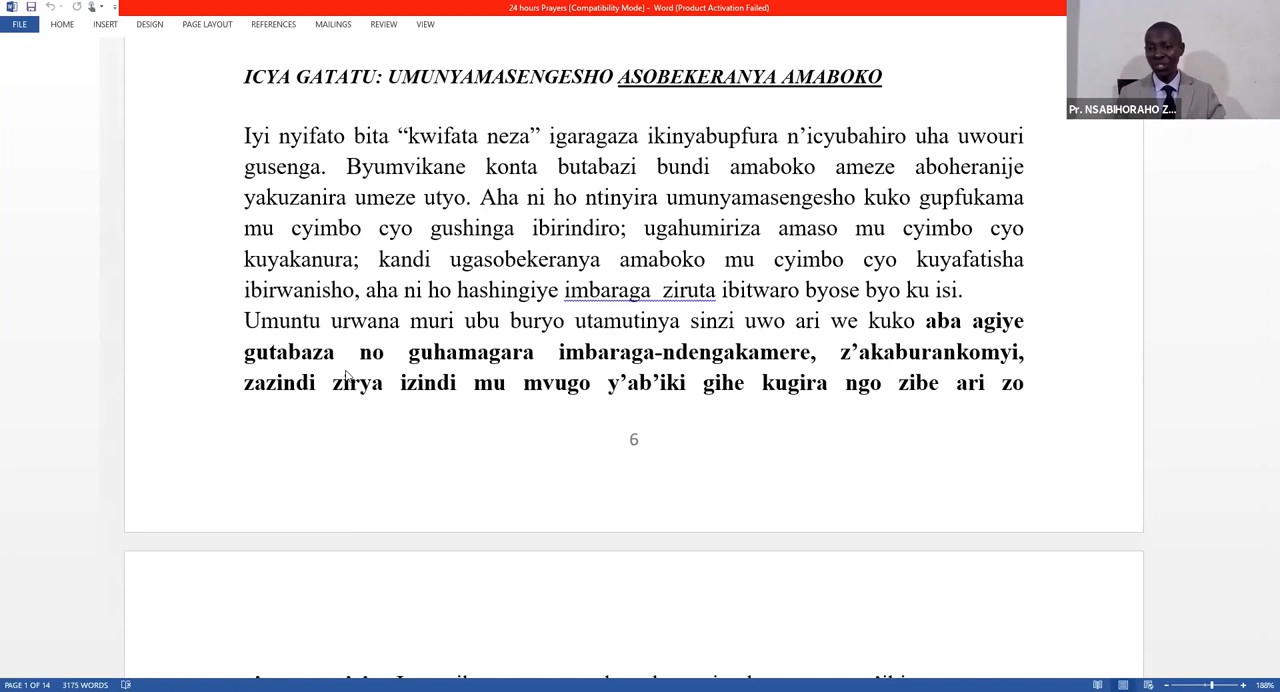 24 hours Prayers [Compatibility Mode] - Word (Product Activation Failed)
FILE HOME INSERT DESIGN PAGE LAYOUT REFERENCES MAILINGS REVIEW VIEW
Pr. NSABIHORAHO Z...
ICYA GATATU: UMUNYAMASENGESHO ASOBEKERANYA AMABOKO
Iyi nyifato bita “kwifata neza” igaragaza ikinyabupfura n’icyubahiro uha uwouri
gusenga. Byumvikane konta butabazi bundi amaboko ameze aboheranije
yakuzanira umeze utyo. Aha ni ho ntinyira umunyamasengesho kuko gupfukama
mu cyimbo cyo gushinga ibirindiro; ugahumiriza amaso mu cyimbo cyo
kuyakanura; kandi ugasobekeranya amaboko mu cyimbo cyo kuyafatisha
ibirwanisho, aha ni ho hashingiye imbaraga ziruta ibitwaro byose byo ku isi.
Umuntu urwana muri ubu buryo utamutinya sinzi uwo ari we kuko aba agiye
gutabaza no guhamagara imbaraga-ndengakamere, z’akaburankomyi,
zazindi zirya izindi mu mvugo y’ab’iki gihe kugira ngo zibe ari zo
6
PAGE 1 OF 14 3175 WORDS
188%